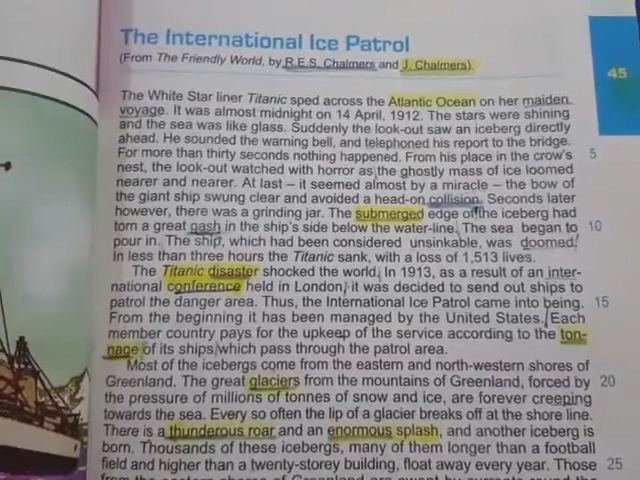 The International Ice Patrol
(From The Friendly World, by R.E.S. Chalmers and J. Chalmers).
45
The White Star liner Titanic sped across the Atlantic Ocean on her maiden
voyage. It was almost midnight on 14 April, 1912. The stars were shining
and the sea was like glass. Suddenly the look-out saw an iceberg directly
ahead. He sounded the warning bell, and telephoned his report to the bridge.
For more than thirty seconds nothing happened. From his place in the crow's 5
nest, the look-out watched with horror as the ghostly mass of ice loomed
nearer and nearer. At last – it seemed almost by a miracle – the bow of
the giant ship swung clear and avoided a head-on collision. Seconds later
however, there was a grinding jar. The submerged edge of the iceberg had
torn a great gash in the ship's side below the water-line. The sea began to 10
pour in. The ship, which had been considered unsinkable, was doomed!
In less than three hours the Titanic sank, with a loss of 1,513 lives.
The Titanic disaster shocked the world. In 1913, as a result of an inter-
national conference held in London, it was decided to send out ships to
patrol the danger area. Thus, the International Ice Patrol came into being. 15
From the beginning it has been managed by the United States. Each
member country pays for the upkeep of the service according to the ton-
nage of its ships which pass through the patrol area.
Most of the icebergs come from the eastern and north-western shores of
Greenland. The great glaciers from the mountains of Greenland, forced by 20
the pressure of millions of tonnes of snow and ice, are forever creeping
towards the sea. Every so often the lip of a glacier breaks off at the shore line.
There is a thunderous roar and an enormous splash, and another iceberg is
born. Thousands of these icebergs, many of them longer than a football
field and higher than a twenty-storey building, float away every year. Those 25